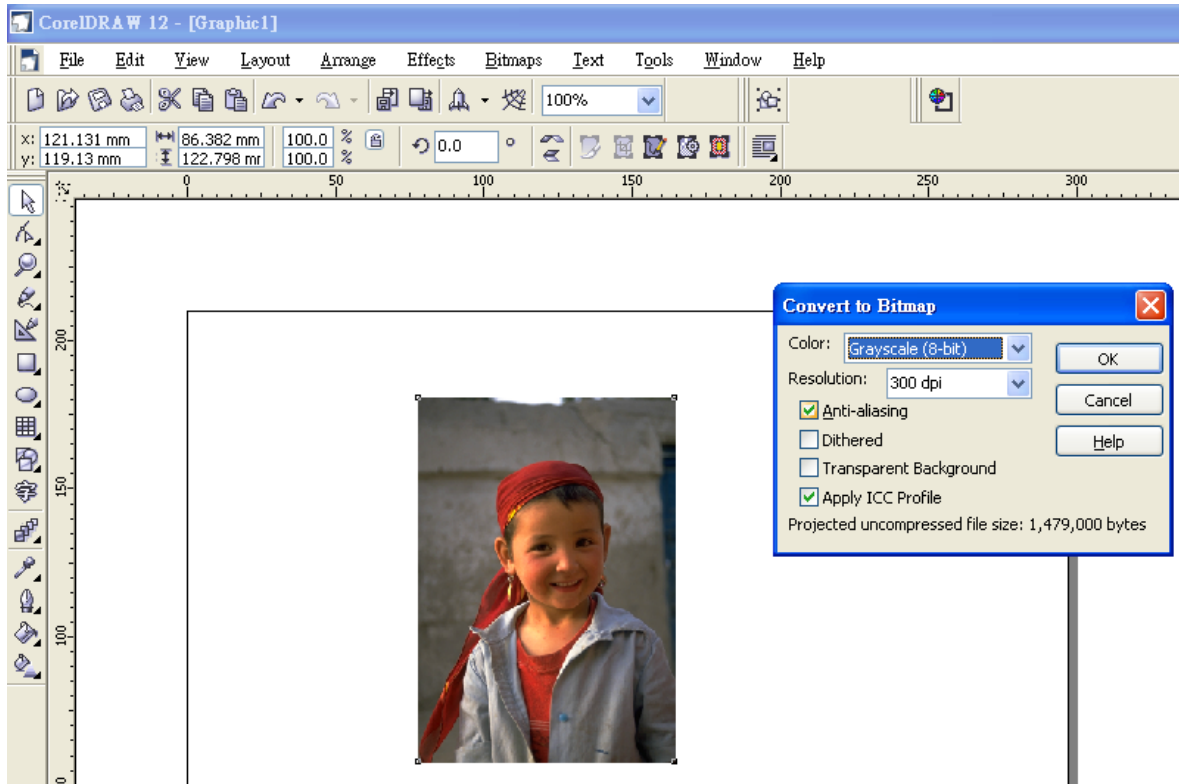 CorelDRAW 12 - [Graphic1]
File Edit View Layout Arrange Effects Bitmaps Text Tools Window Help
100%
x: 121.131 mm 86.382 mm 100.0 % 0.0 °
y: 119.13 mm 122.798 mr 100.0 %
0 50 100 150 200 250 300
200
150
字
100
0
Convert to Bitmap
Color: Grayscale (8-bit)
OK
Resolution: 300 dpi
Cancel
Anti-aliasing
Dithered
Help
Transparent Background
Apply ICC Profile
Projected uncompressed file size: 1,479,000 bytes